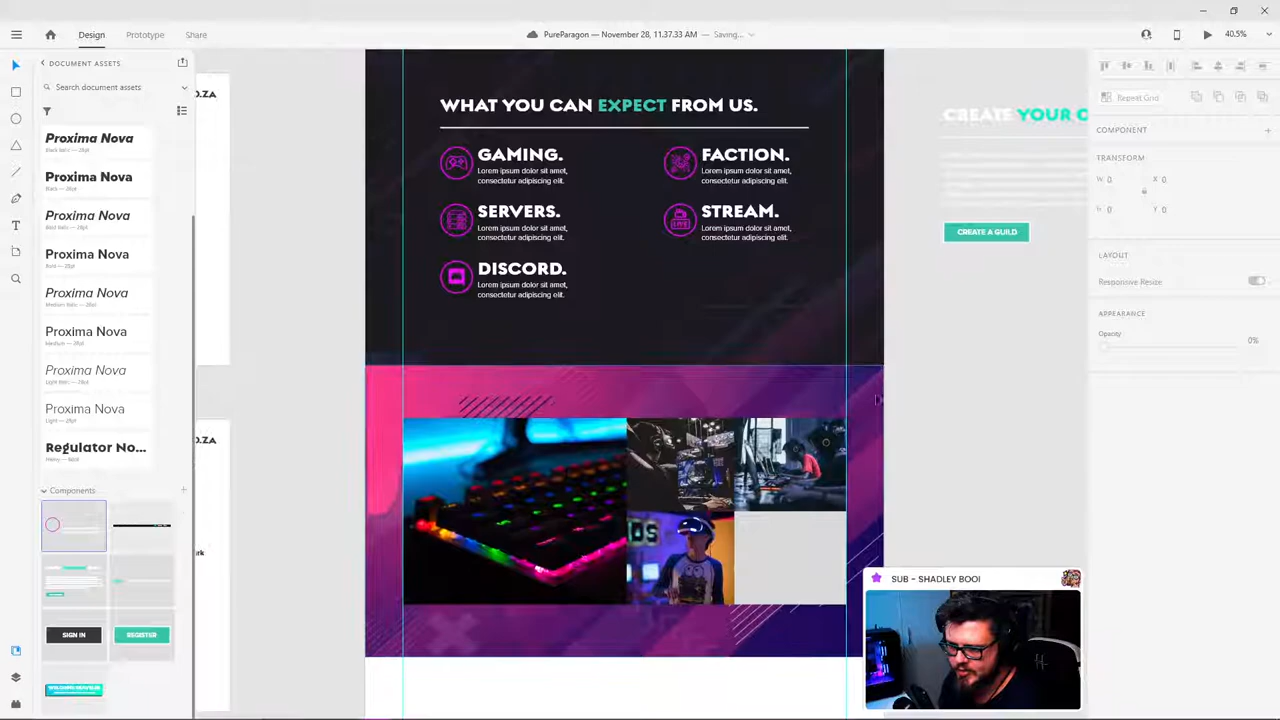 Design
Prototype
Share
PureParagon — November 28, 11.37.33 AM — Saving...
40.5%
DOCUMENT ASSETS
Search document assets
Proxima Nova
Black Italic — 28pt
Proxima Nova
Black — 28pt
Proxima Nova
Bold Italic — 28pt
Proxima Nova
Bold — 28pt
Proxima Nova
Medium Italic — 28pt
Proxima Nova
Medium — 28pt
Proxima Nova
Light Italic — 28pt
Proxima Nova
Light — 28pt
Regulator No...
Components
SIGN IN
REGISTER
O.ZA
O.ZA
WHAT YOU CAN EXPECT FROM US.
GAMING.
Lorem ipsum dolor sit amet,
consectetur adipiscing elit.
FACTION.
Lorem ipsum dolor sit amet,
consectetur adipiscing elit.
SERVERS.
Lorem ipsum dolor sit amet,
consectetur adipiscing elit.
STREAM.
Lorem ipsum dolor sit amet,
consectetur adipiscing elit.
LIVE
DISCORD.
Lorem ipsum dolor sit amet,
consectetur adipiscing elit.
CREATE YOUR
CREATE A GUILD
Repeat Grid
COMPONENT
TRANSFORM
W 0
X 0
H 0
Y 0
LAYOUT
Responsive Resize
APPEARANCE
Opacity
0%
SUB - SHADLEY BOOI